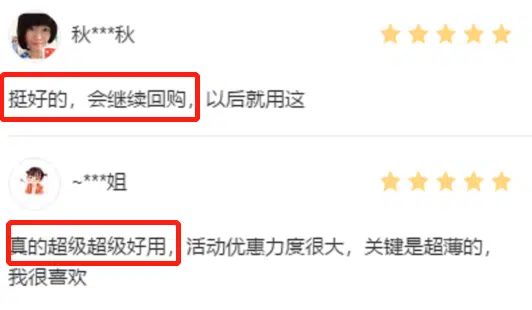 秋***秋
挺好的，会继续回购，以后就用这
~***姐
真的超级超级好用，活动优惠力度很大，关键是超薄的，
我很喜欢